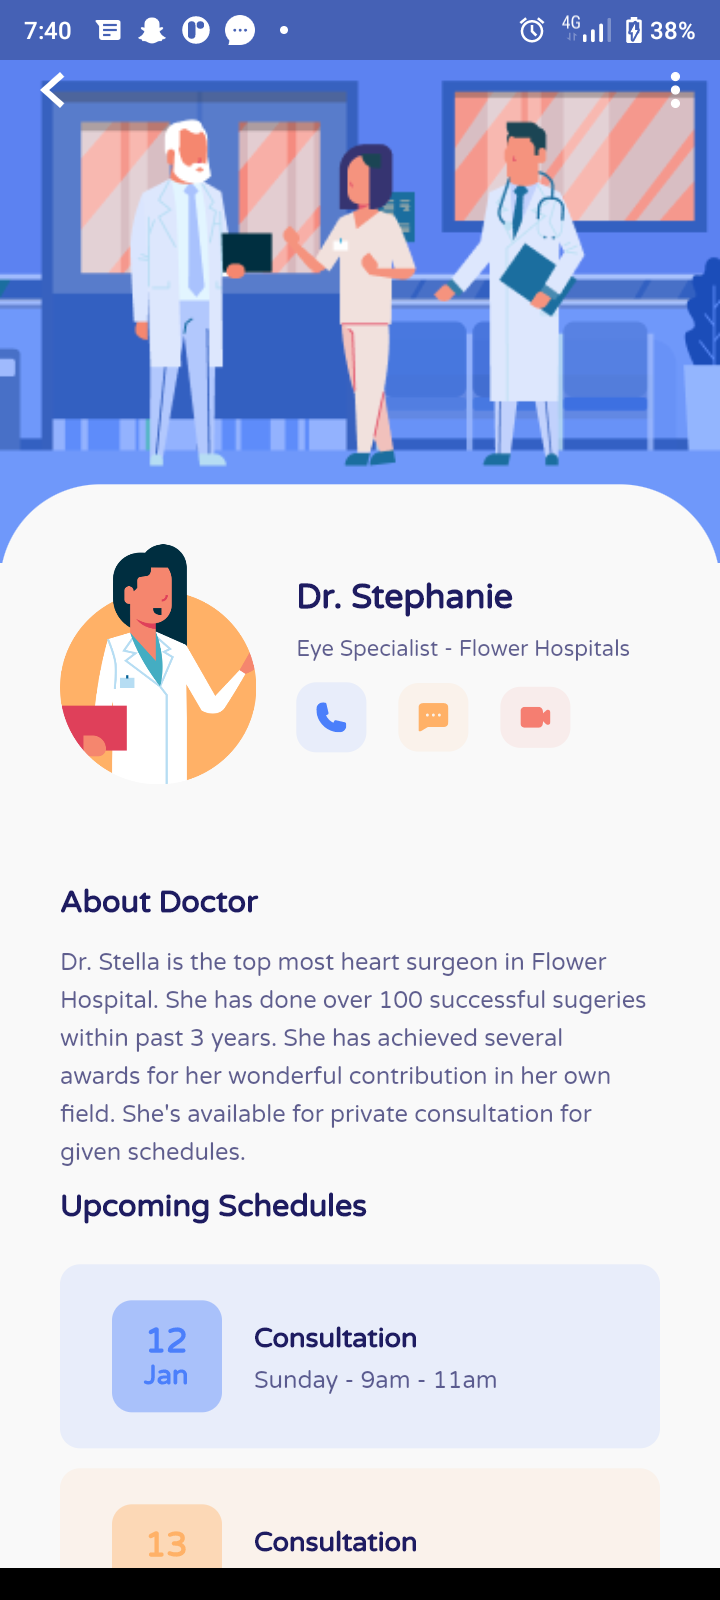 7:40
4G
38%
Dr. Stephanie
Eye Specialist - Flower Hospitals
About Doctor
Dr. Stella is the top most heart surgeon in Flower
Hospital. She has done over 100 successful sugeries
within past 3 years. She has achieved several
awards for her wonderful contribution in her own
field. She's available for private consultation for
given schedules.
Upcoming Schedules
12
Jan
Consultation
Sunday - 9am - 11am
13
Consultation